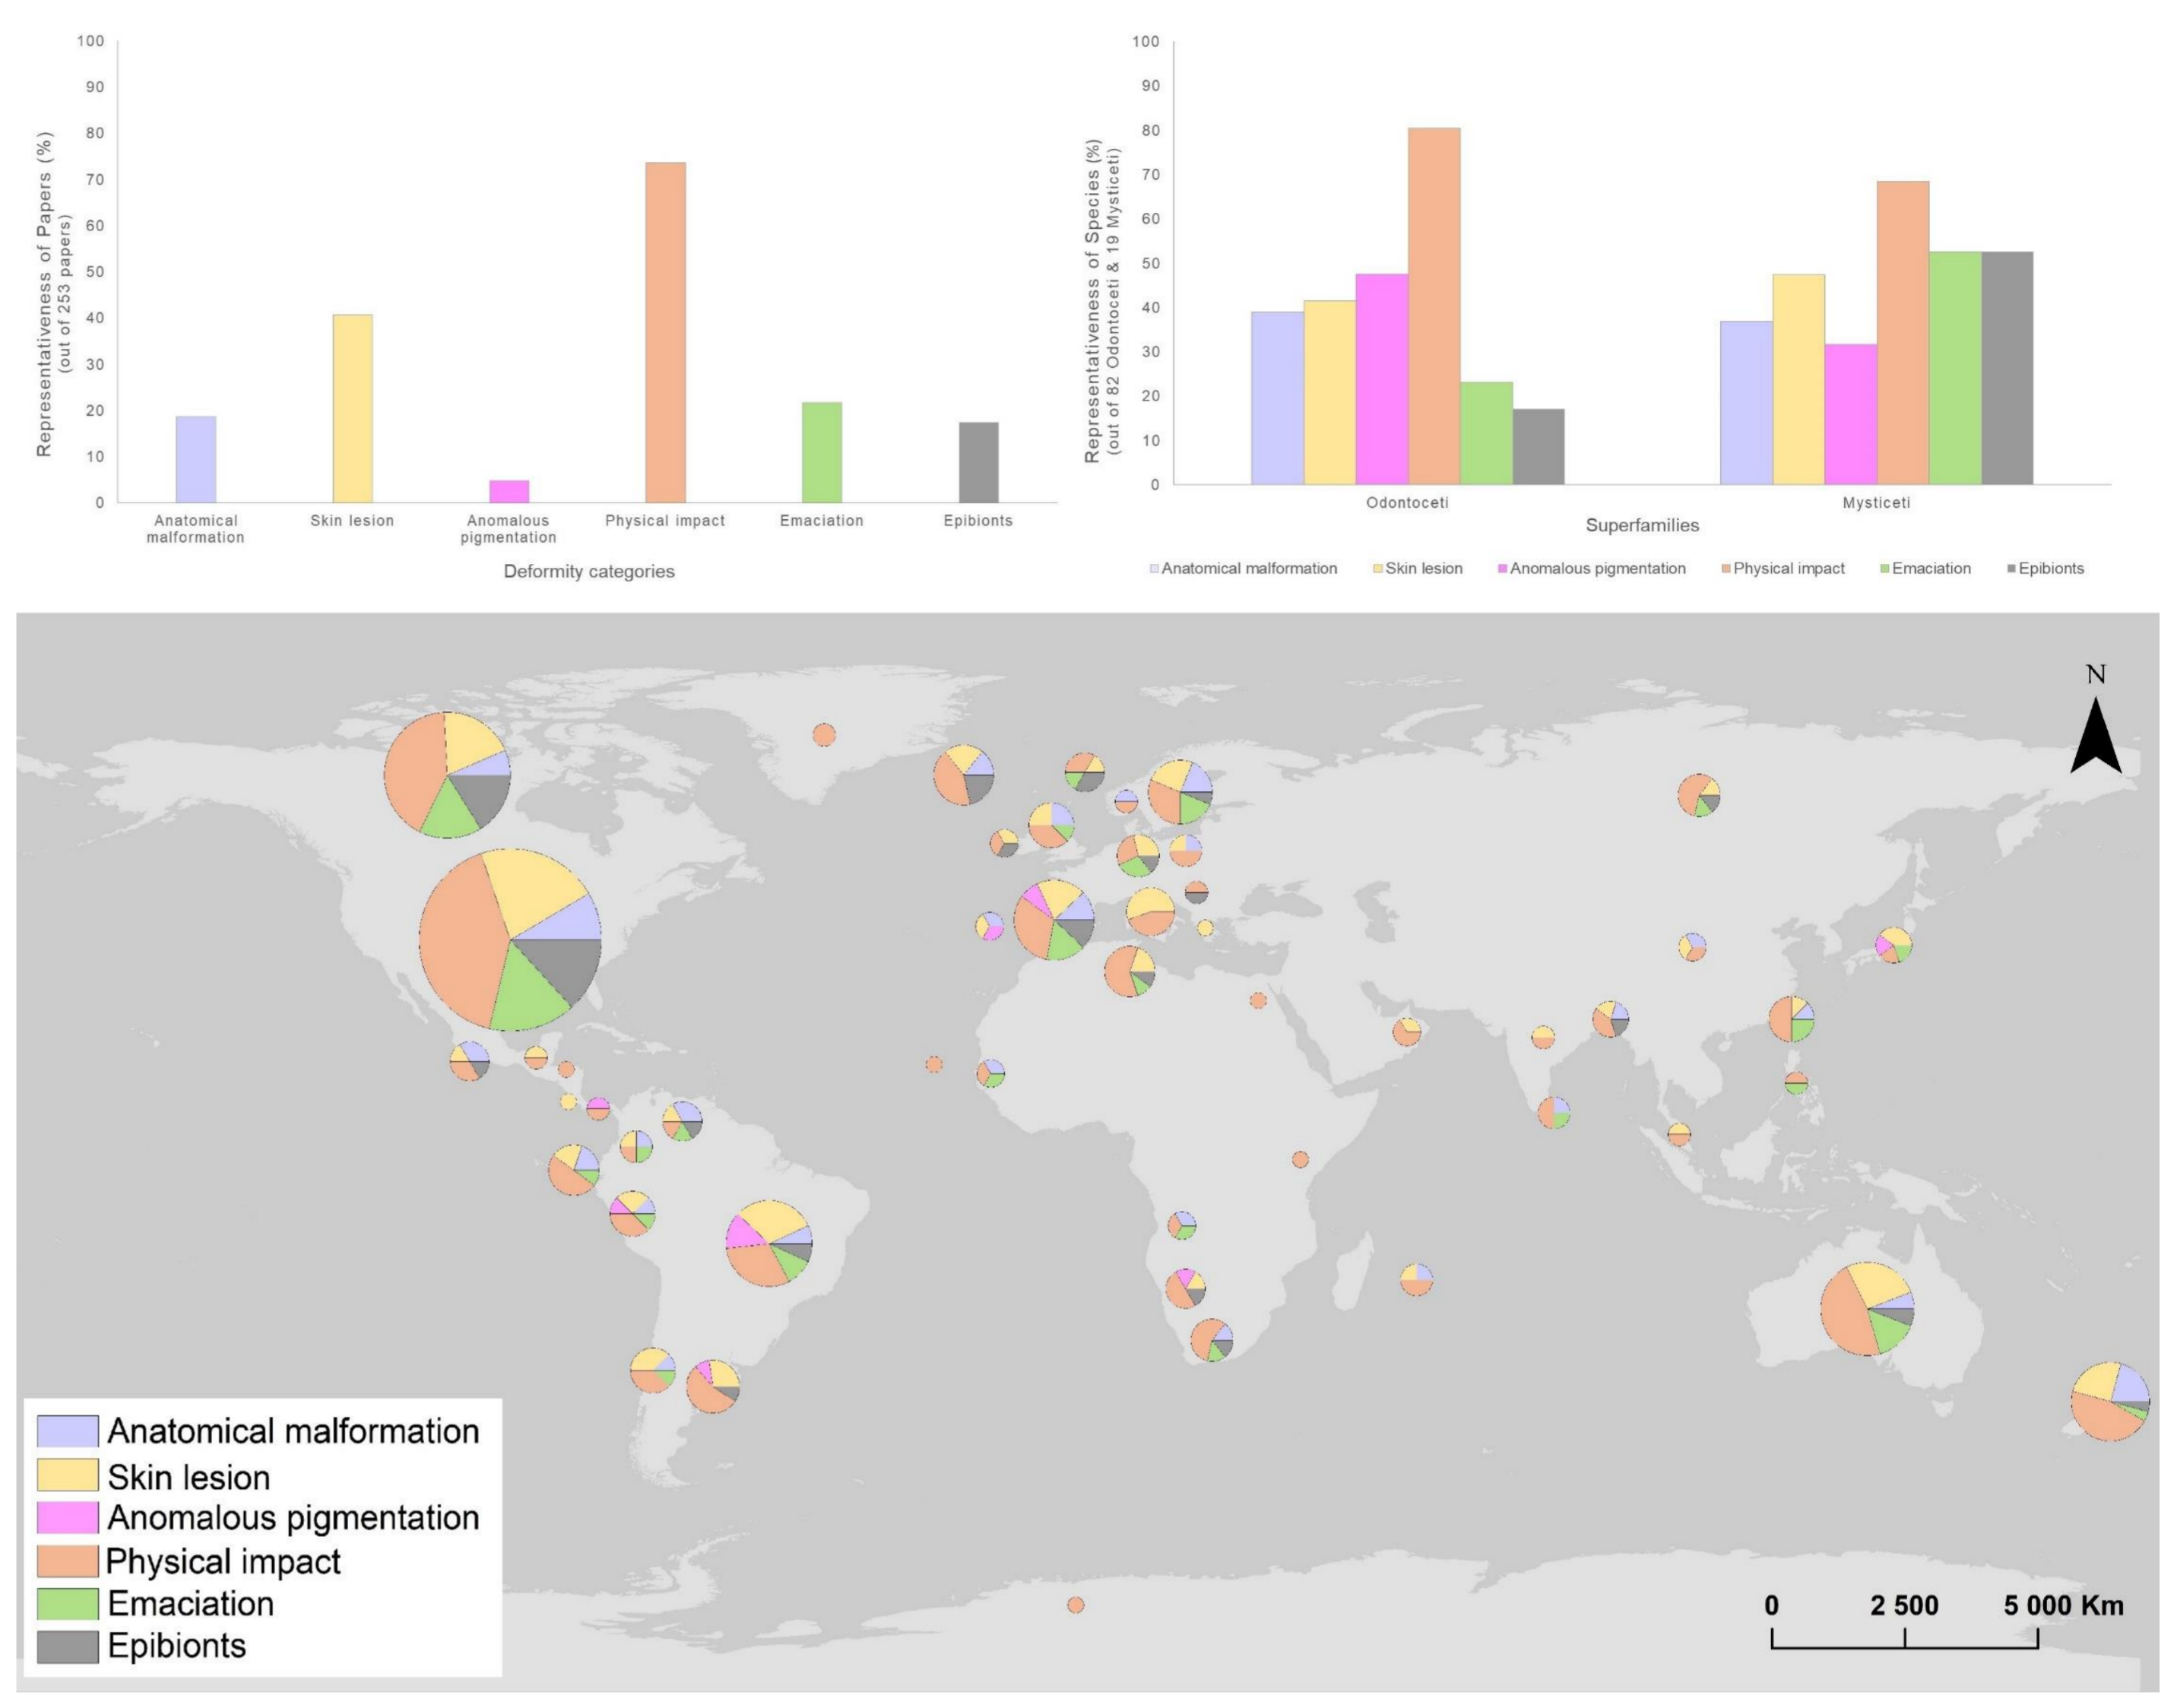 Representativeness of Papers (%)
(out of 253 papers)
100
90
80
70
60
50
40
30
20
10
0
Anatomical
malformation
Skin lesion
Anomalous
pigmentation
Physical impact
Emaciation
Epibionts
Deformity categories
Representativeness of Species (%)
(out of 82 Odontoceti & 19 Mysticeti)
100
90
80
70
60
50
40
30
20
10
0
Odontoceti
Mysticeti
Superfamilies
Anatomical malformation
Skin lesion
Anomalous pigmentation
Physical impact
Emaciation
Epibionts
N
Anatomical malformation
Skin lesion
Anomalous pigmentation
Physical impact
Emaciation
Epibionts
0 2 500 5 000 Km